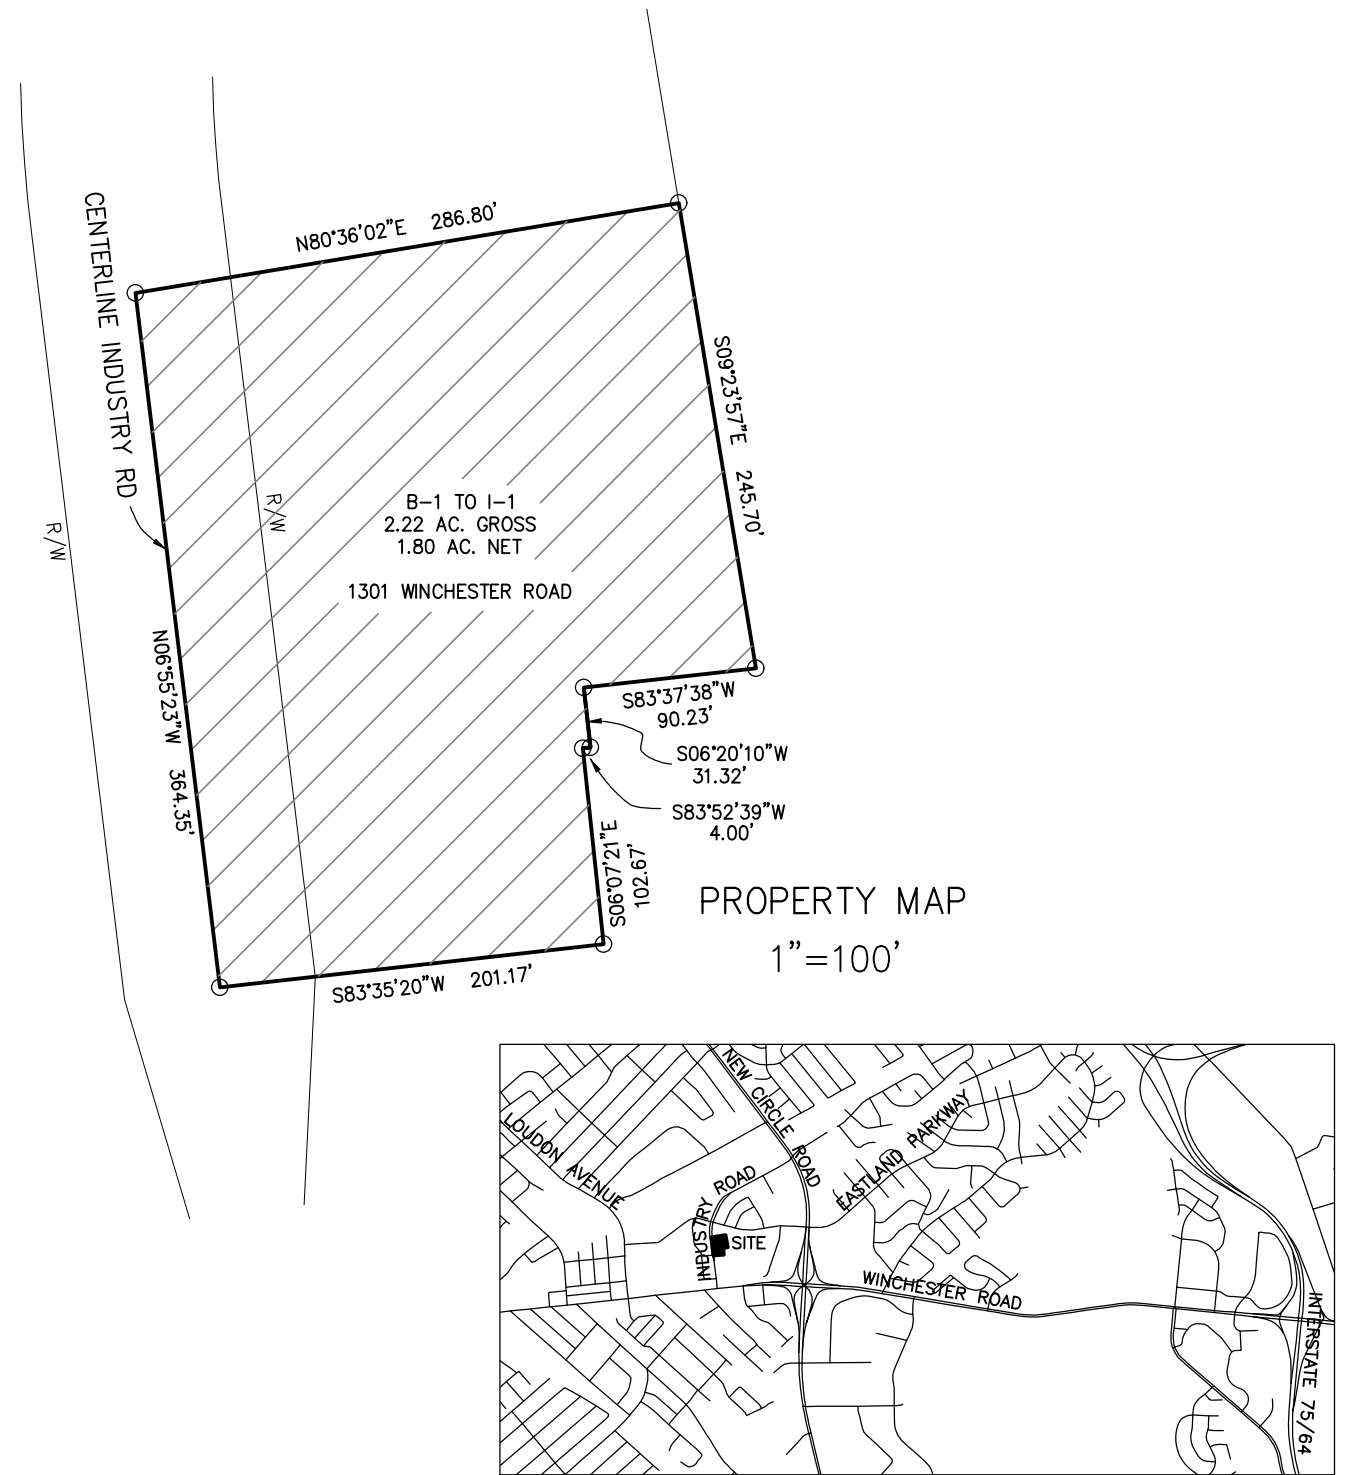 N80°36'02"E 286.80'
CENTERLINE INDUSTRY RD
S09°23'57"E 245.70'
R/W
R/W
B-1 TO I-1
2.22 AC. GROSS
1.80 AC. NET
1301 WINCHESTER ROAD
N06°55'23"W 364.35'
S83°37'38"W
90.23'
S06°20'10"W
31.32'
S83°52'39"W
4.00'
S06°07'21"E
102.67'
S83°35'20"W 201.17'
PROPERTY MAP
1"=100'
NEW CIRCLE ROAD
LOUDON AVENUE
EASTLAND PARKWAY
INDUSTRY ROAD
SITE
WINCHESTER ROAD
INTERSTATE 75/64